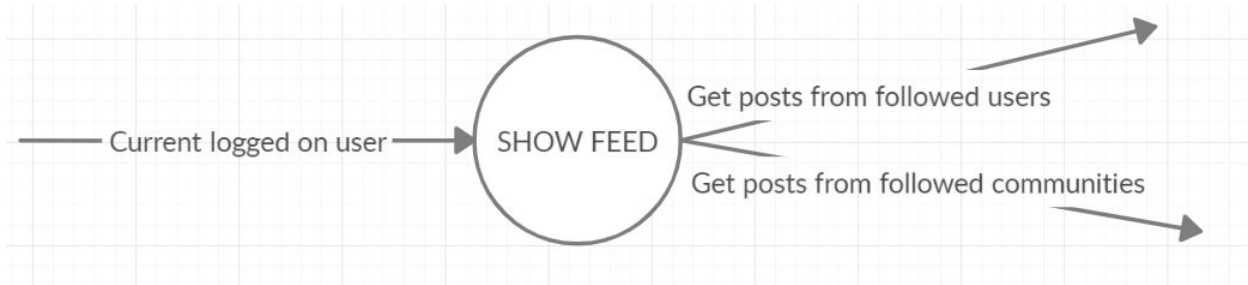 Get posts from followed users
Current logged on user
SHOW FEED
Get posts from followed communities